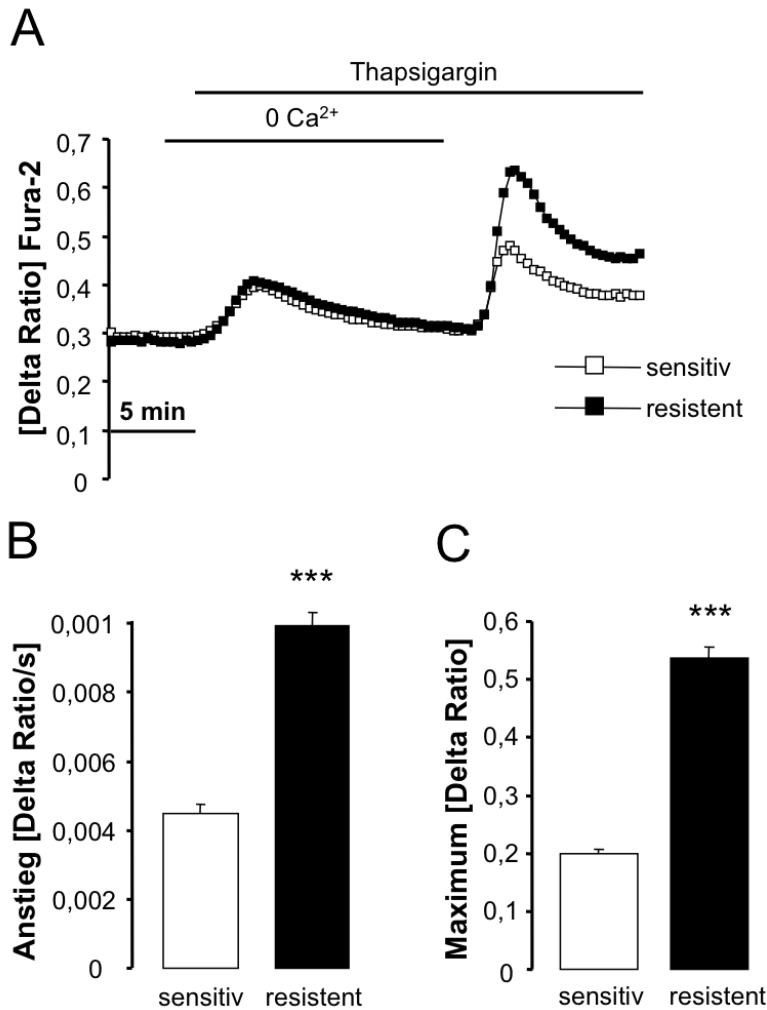 A
Thapsigargin
0 Ca²⁺
[Delta Ratio] Fura-2
0,7
0,6
0,5
0,4
0,3
0,2
0,1
0
5 min
sensitiv
resistent
B
Anstieg [Delta Ratio/s]
***
0,001
0,008
0,006
0,004
0,002
0
sensitiv
resistent
C
Maximum [Delta Ratio]
***
0,6
0,5
0,4
0,3
0,2
0,1
0
sensitiv
resistent